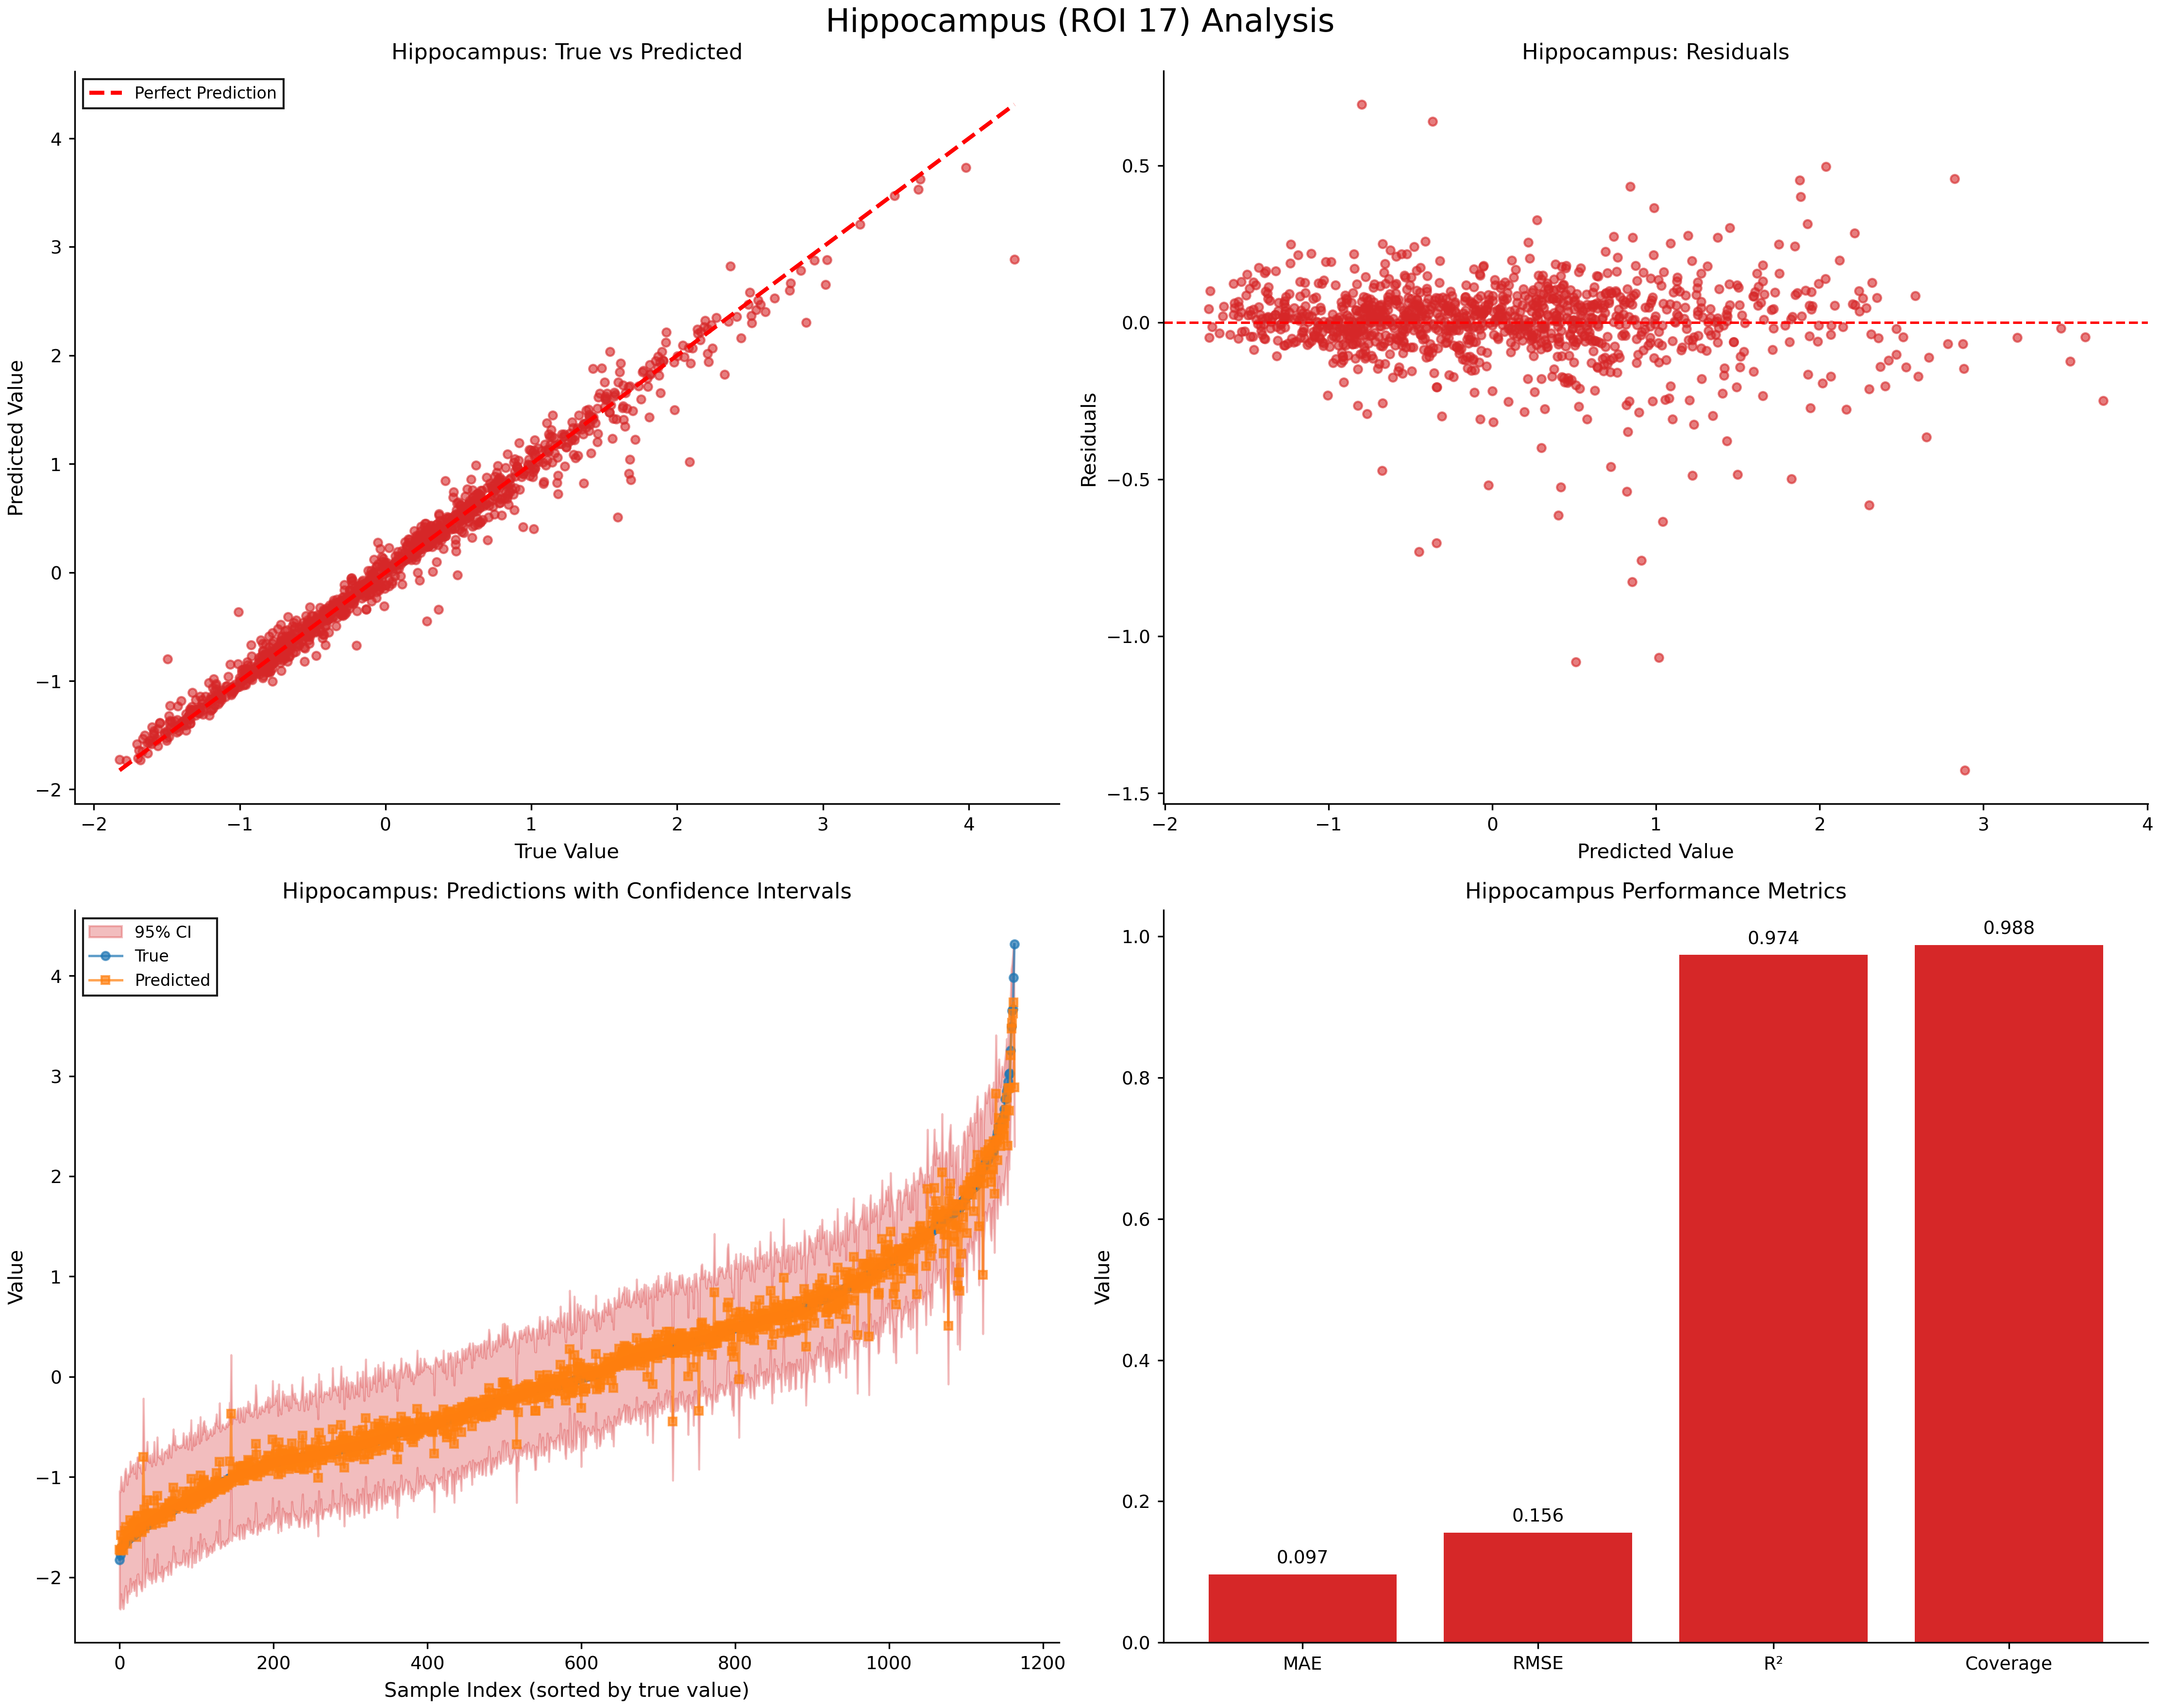 Hippocampus (ROI 17) Analysis
Hippocampus: True vs Predicted
Perfect Prediction
Predicted Value
4
3
2
1
0
−1
−2
−2
−1
0
1
2
3
4
True Value
Hippocampus: Residuals
Residuals
0.5
0.0
−0.5
−1.0
−1.5
−2
−1
0
1
2
3
4
Predicted Value
Hippocampus: Predictions with Confidence Intervals
95% CI
True
Predicted
Value
4
3
2
1
0
−1
−2
0
200
400
600
800
1000
1200
Sample Index (sorted by true value)
Hippocampus Performance Metrics
Value
1.0
0.8
0.6
0.4
0.2
0.0
0.097
0.156
0.974
0.988
MAE
RMSE
R²
Coverage